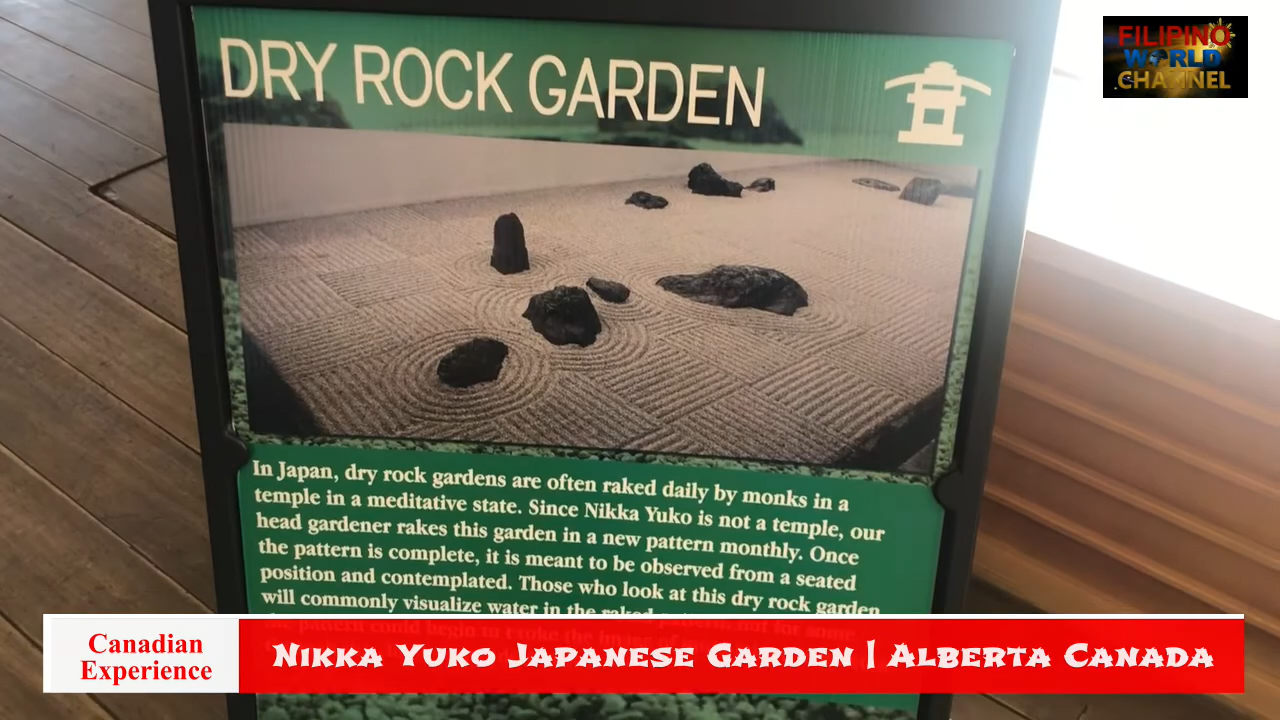 DRY ROCK GARDEN
FILIPINO
WORLD
CHANNEL
In Japan, dry rock gardens are often raked daily by monks in a
temple in a meditative state. Since Nikka Yuko is not a temple, our
head gardener rakes this garden in a new pattern monthly. Once
the pattern is complete, it is meant to be observed from a seated
position and contemplated. Those who look at this dry rock garden
will commonly visualize water in the raked
Canadian
Experience
Nikka Yuko Japanese Garden | Alberta Canada